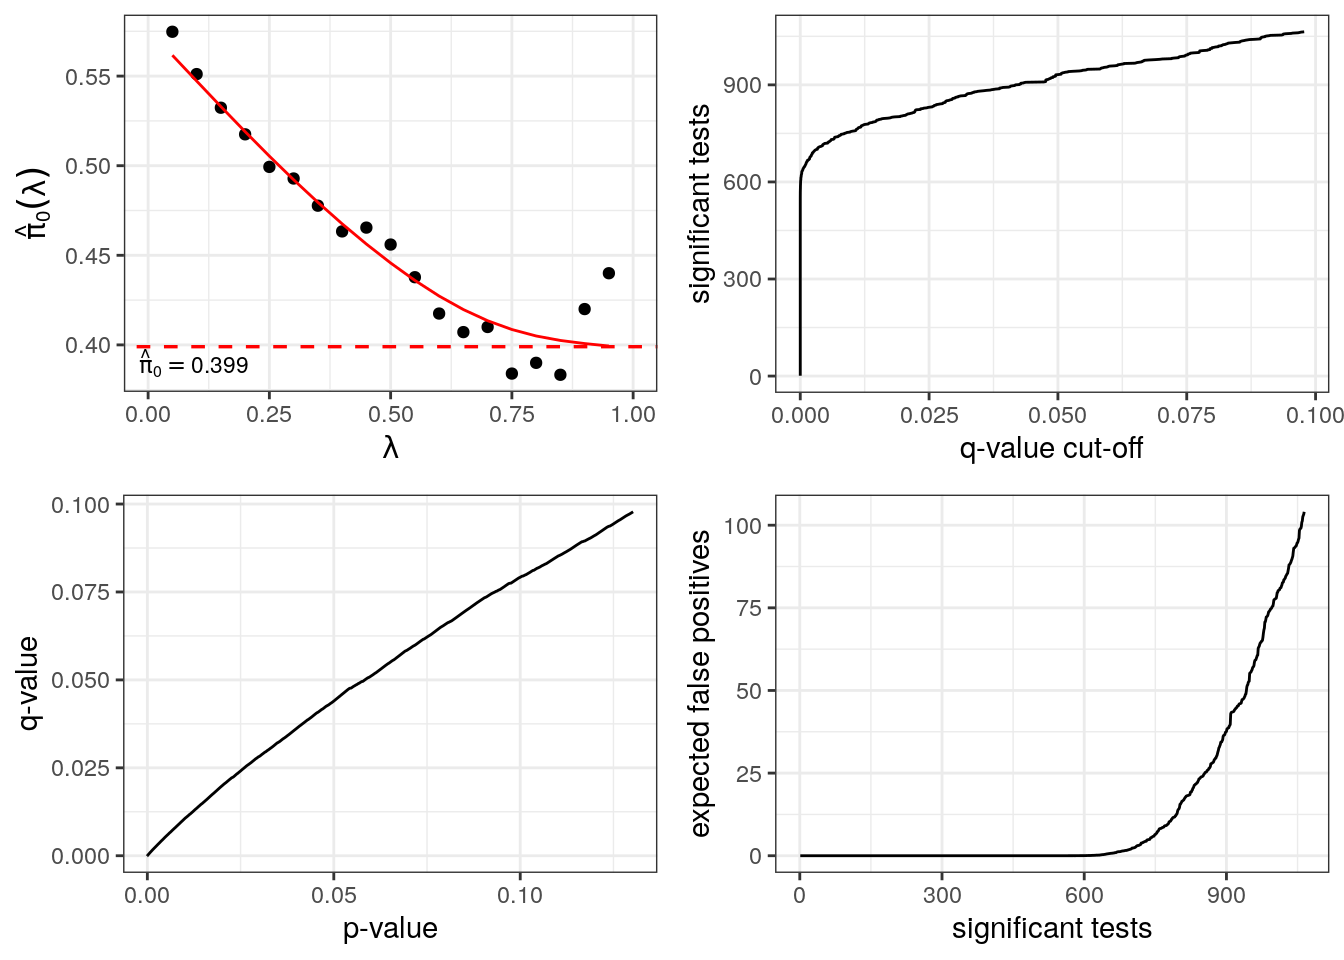 0.55
0.50
0.45
0.40
π̂₀(λ)
π̂₀ = 0.399
0.00 0.25 0.50 0.75 1.00
λ
900
600
300
0
significant tests
0.000 0.025 0.050 0.075 0.100
q-value cut-off
0.100
0.075
0.050
0.025
0.000
q-value
0.00 0.05 0.10
p-value
100
75
50
25
0
expected false positives
0 300 600 900
significant tests